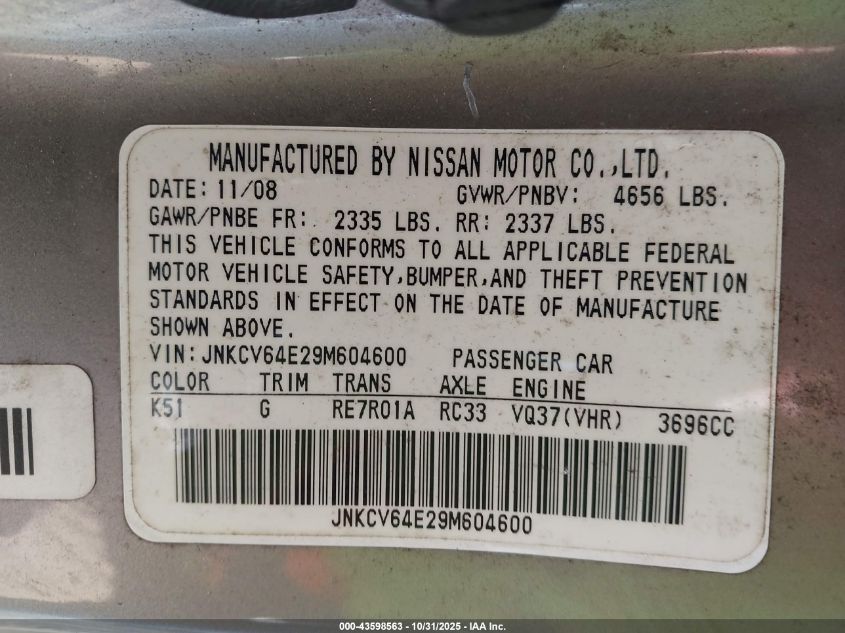 MANUFACTURED BY NISSAN MOTOR CO.,LTD.
DATE: 11/08 GVWR/PNBV: 4656 LBS.
GAWR/PNBE FR: 2335 LBS. RR: 2337 LBS.
THIS VEHICLE CONFORMS TO ALL APPLICABLE FEDERAL
MOTOR VEHICLE SAFETY,BUMPER,AND THEFT PREVENTION
STANDARDS IN EFFECT ON THE DATE OF MANUFACTURE
SHOWN ABOVE.
VIN:JNKCV64E29M604600 PASSENGER CAR
COLOR TRIM TRANS AXLE ENGINE
K51 G RE7R01A RC33 VQ37(VHR) 3696CC
JNKCV64E29M604600
000-43598563 - 10/31/2025 - IAA Inc.